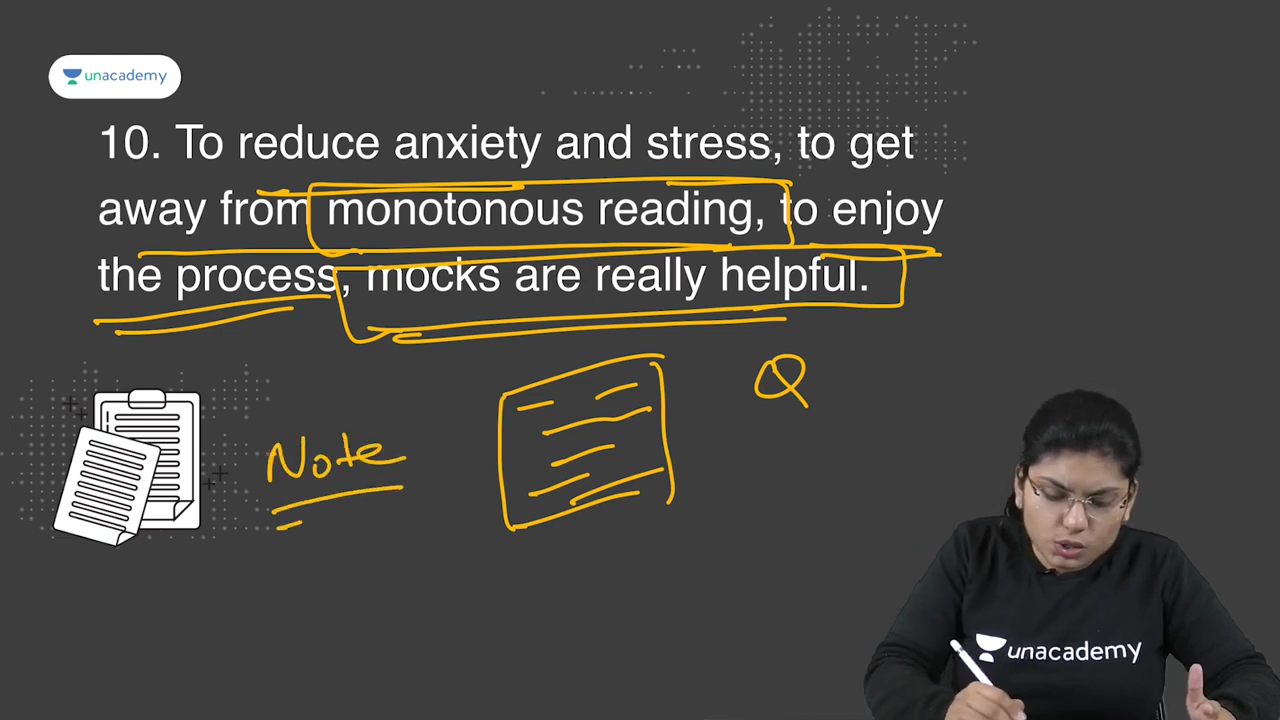 unacademy
10. To reduce anxiety and stress, to get
away from monotonous reading, to enjoy
the process, mocks are really helpful.
Q
Note
unacademy